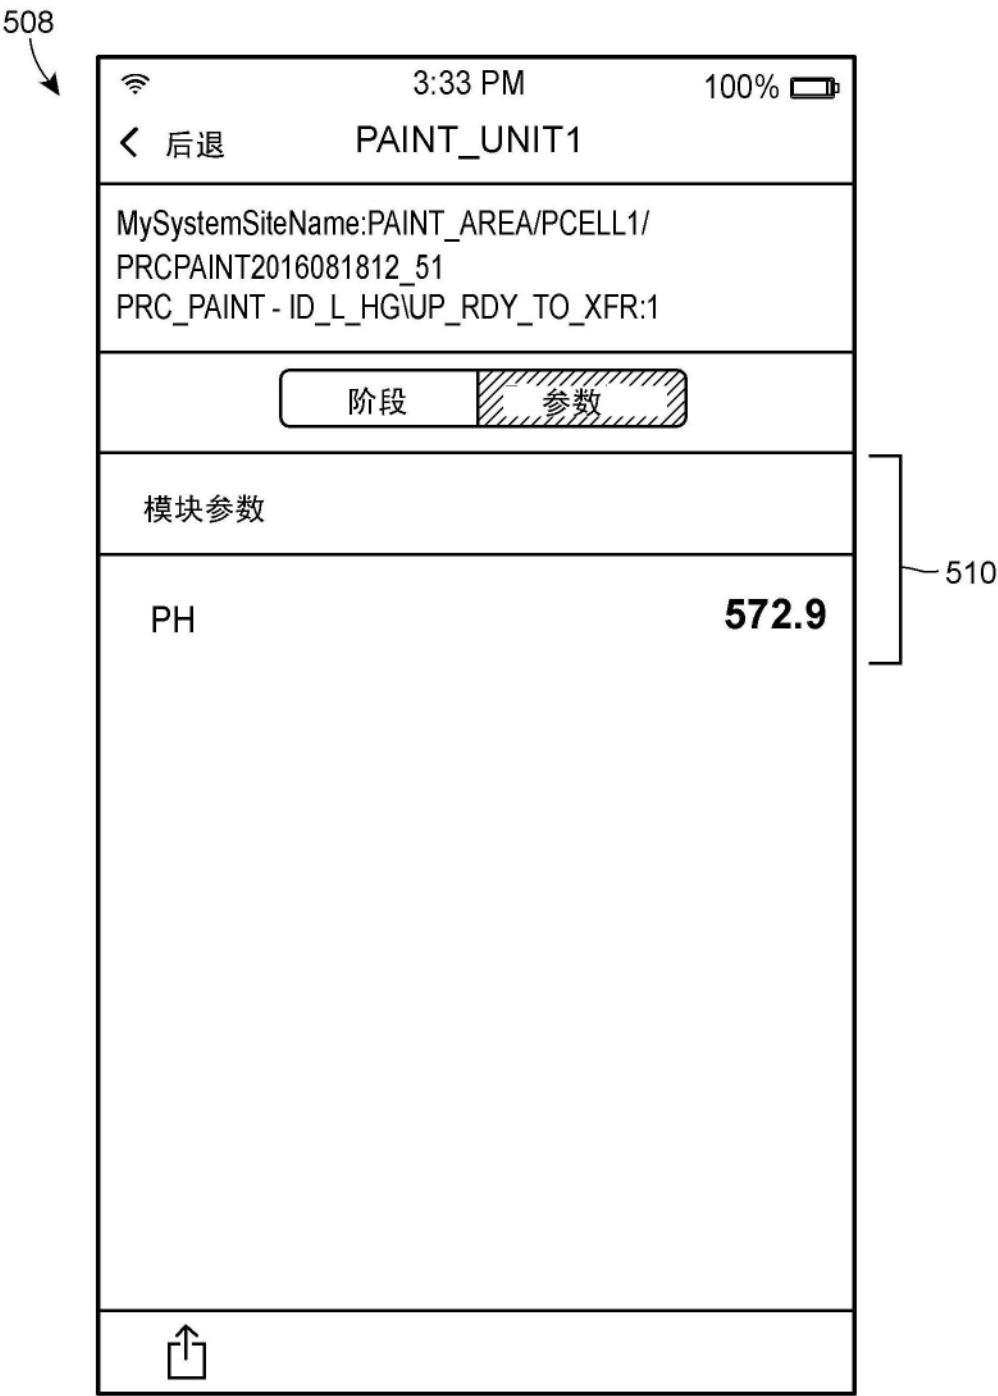 508
3:33 PM 100%
后退 PAINT_UNIT1
MySystemSiteName:PAINT_AREA/PCELL1/
PRCPAINT2016081812_51
PRC_PAINT - ID_L_HG\UP_RDY_TO_XFR:1
阶段 参数
模块参数
510
PH 572.9